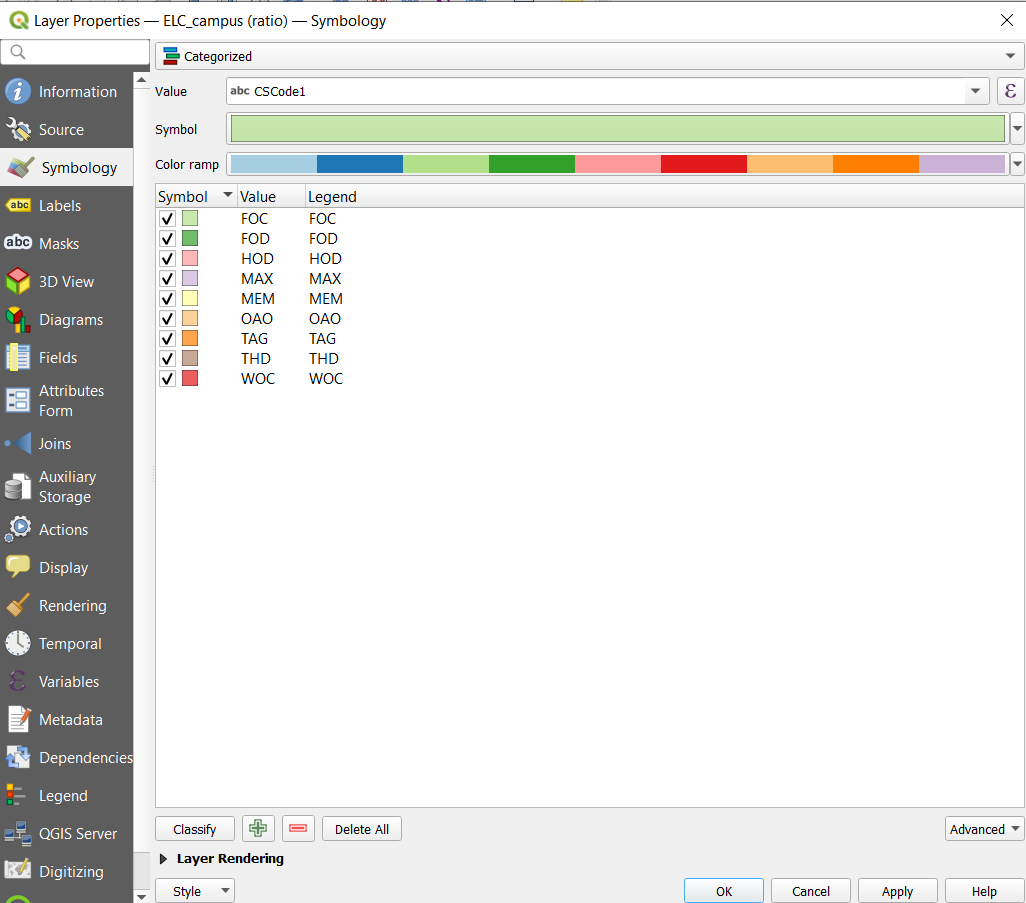 Layer Properties — ELC_campus (ratio) — Symbology
Categorized
Information
Source
Symbology
abc Labels
abc Masks
3D View
Diagrams
Fields
Attributes
Form
Joins
Auxiliary
Storage
Actions
Display
Rendering
Temporal
Variables
Metadata
Dependencies
Legend
QGIS Server
Digitizing
Value abc CSCode1 ε
Symbol
Color ramp
Symbol Value Legend
FOC FOC
FOD FOD
HOD HOD
MAX MAX
MEM MEM
OAO OAO
TAG TAG
THD THD
WOC WOC
Classify Delete All Advanced
Layer Rendering
Style OK Cancel Apply Help